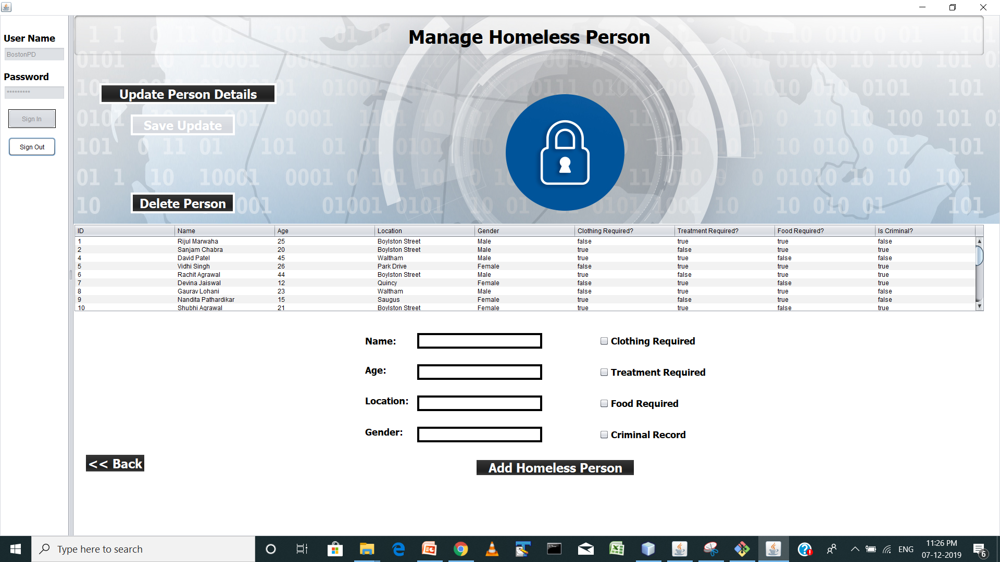 User Name
BostonPD
Password
*********
Sign In
Sign Out
Manage Homeless Person
Update Person Details
Save Update
Delete Person
ID Name Age Location Gender Clothing Required? Treatment Required? Food Required? Is Criminal?
1 Rijul Marwaha 25 Boylston Street Male false true true false
2 Sanjam Chabra 20 Boylston Street Male true false true true
4 David Patel 45 Waltham Male true true false false
5 Vidhi Singh 26 Park Drive Female false true true true
6 Rachit Agrawal 44 Boylston Street Male true false true true
7 Devina Jaiswal 12 Quincy Female false true false true
8 Gaurav Lohani 23 Waltham Male false true true false
9 Nandita Pathardikar 15 Saugus Female true false true false
10 Shubhi Agrawal 21 Boylston Street Female true true false true
Name:
Clothing Required
Age:
Treatment Required
Location:
Food Required
Gender:
Criminal Record
<< Back
Add Homeless Person
Type here to search
ENG
11:26 PM
07-12-2019
6